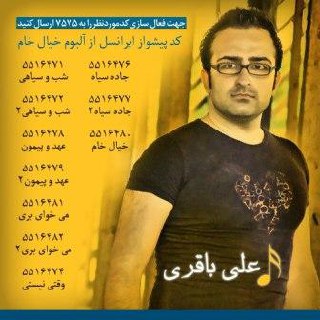 جهت فعال سازی کد مورد نظر را به ۷۵۷۵ ارسال کنید
کد پیشواز ایرانسل از آلبوم خیال خام
۵۵۱۶۴۷۶
جاده سیاه
۵۵۱۶۴۷۷
جاده سیاه ۲
۵۵۱۶۴۸۰
خیال خام
۵۵۱۶۴۷۱
شب و سیاهی
۵۵۱۶۴۷۲
شب و سیاهی ۲
۵۵۱۶۴۷۸
عهد و پیمون
۵۵۱۶۴۷۹
عهد و پیمون ۲
۵۵۱۶۴۸۱
می خوای بری
۵۵۱۶۴۸۲
می خوای بری ۲
۵۵۱۶۴۷۴
وقتی نیستی
علی باقری